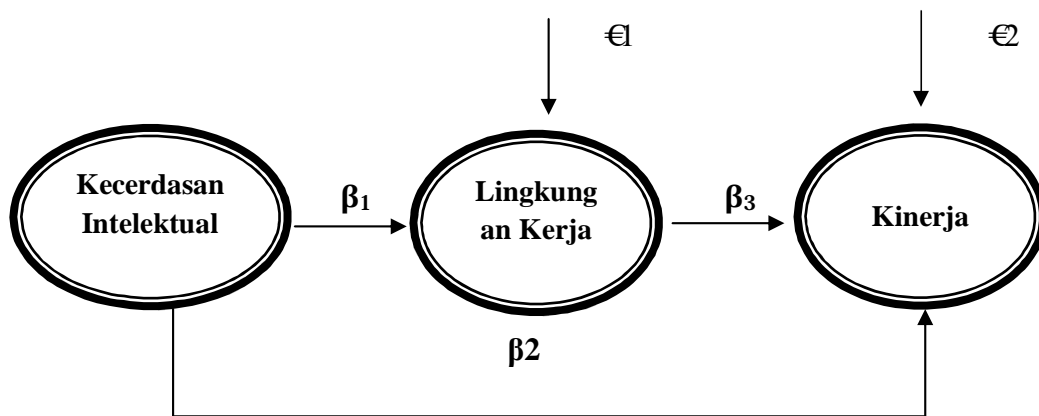 €1
€2
Kecerdasan
Intelektual
β₁
Lingkung
an Kerja
β₃
Kinerja
β2